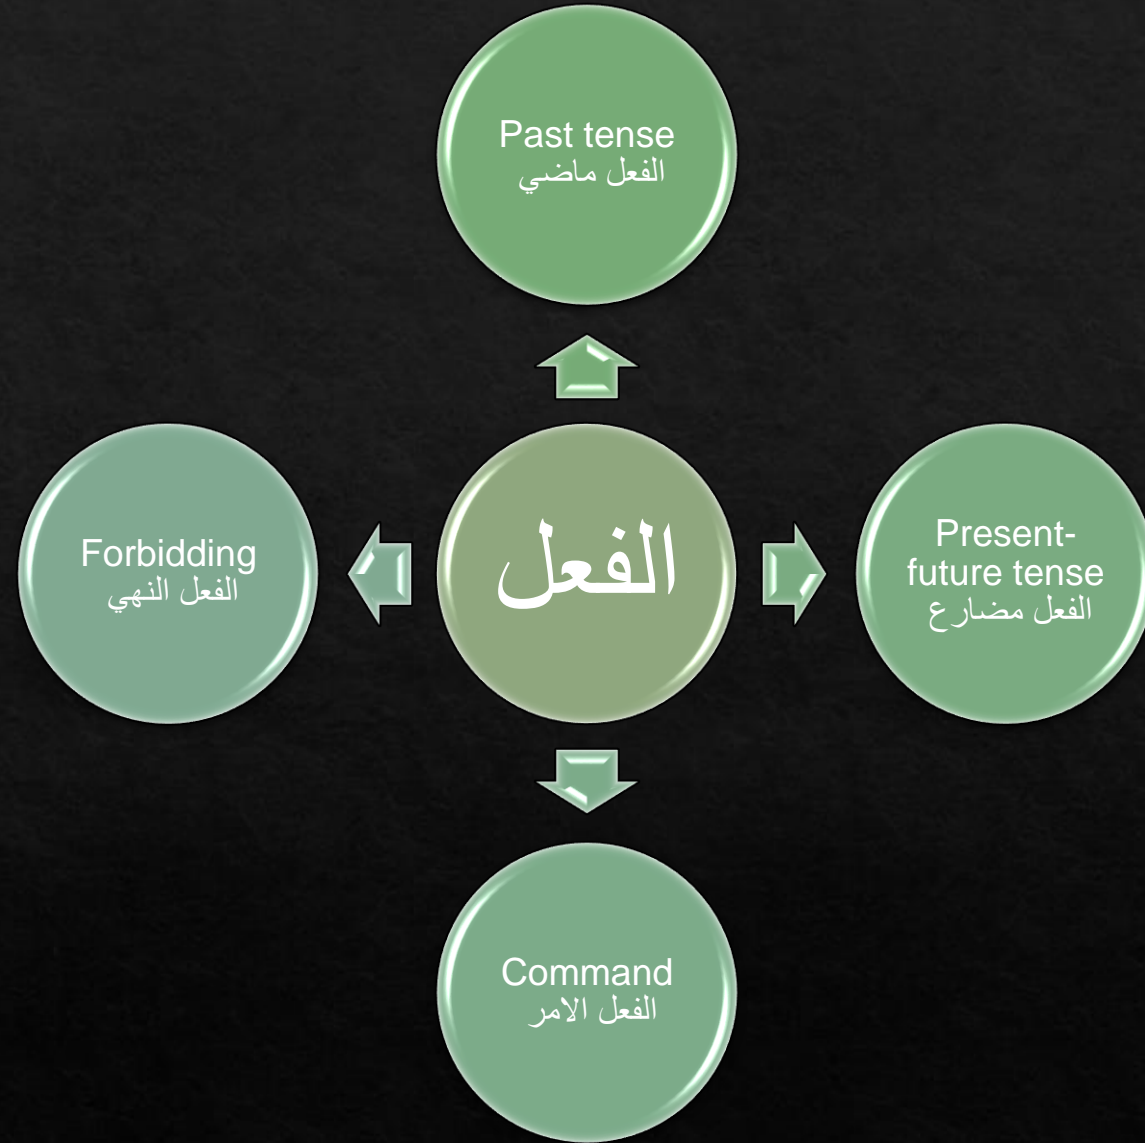 Past tense
الفعل ماضي
Forbidding
الفعل النهي
الفعل
Present-
future tense
الفعل مضارع
Command
الفعل الامر